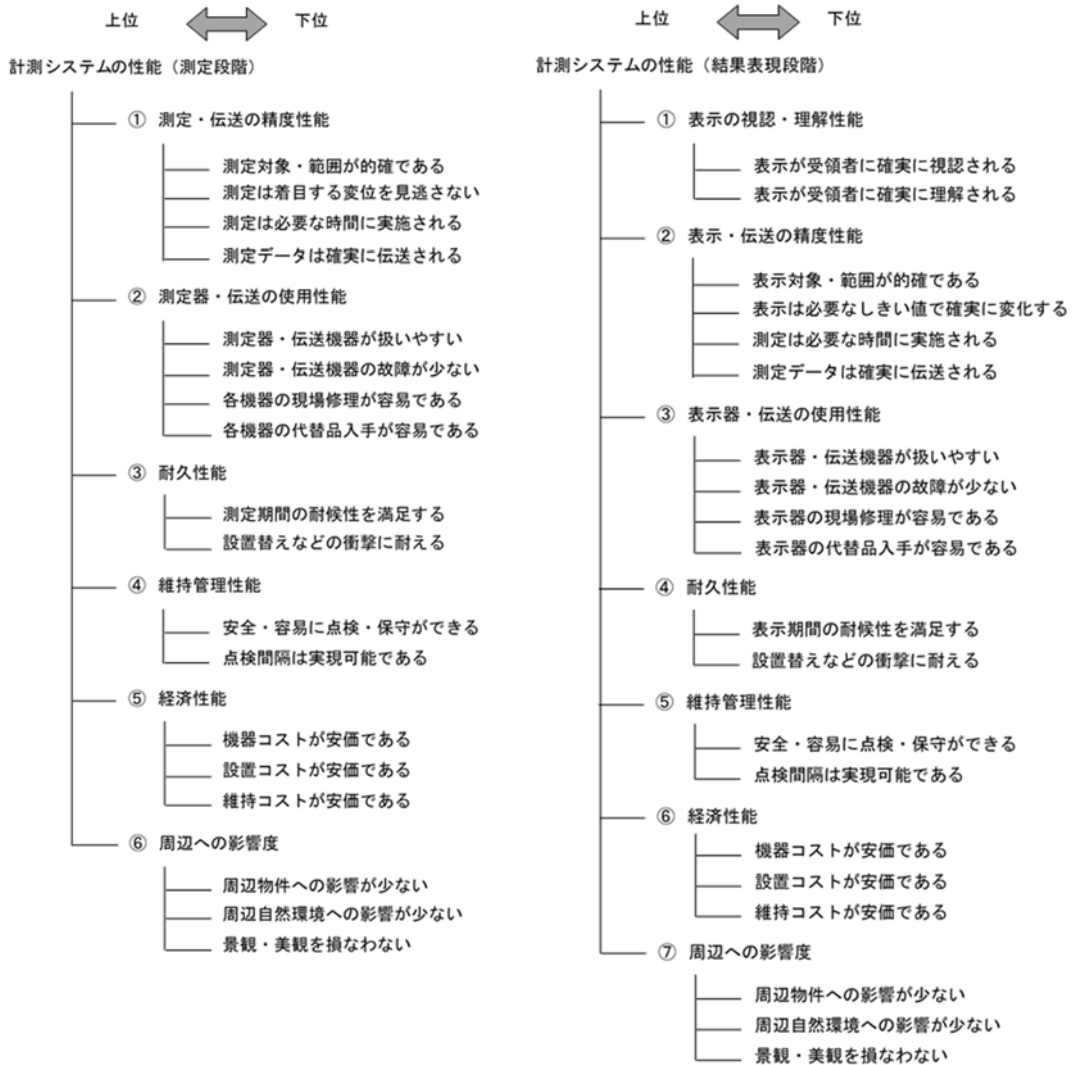 上位 下位
計測システムの性能（測定段階）
① 測定・伝送の精度性能
測定対象・範囲が的確である
測定は着目する変位を見逃さない
測定は必要な時間に実施される
測定データは確実に伝送される
② 測定器・伝送の使用性能
測定器・伝送機器が扱いやすい
測定器・伝送機器の故障が少ない
各機器の現場修理が容易である
各機器の代替品入手が容易である
③ 耐久性能
測定期間の耐候性を満足する
設置替えなどの衝撃に耐える
④ 維持管理性能
安全・容易に点検・保守ができる
点検間隔は実現可能である
⑤ 経済性能
機器コストが安価である
設置コストが安価である
維持コストが安価である
⑥ 周辺への影響度
周辺物件への影響が少ない
周辺自然環境への影響が少ない
景観・美観を損なわない
上位 下位
計測システムの性能（結果表現段階）
① 表示の視認・理解性能
表示が受領者に確実に視認される
表示が受領者に確実に理解される
② 表示・伝送の精度性能
表示対象・範囲が的確である
表示は必要なしきい値で確実に変化する
測定は必要な時間に実施される
測定データは確実に伝送される
③ 表示器・伝送の使用性能
表示器・伝送機器が扱いやすい
表示器・伝送機器の故障が少ない
表示器の現場修理が容易である
表示器の代替品入手が容易である
④ 耐久性能
表示期間の耐候性を満足する
設置替えなどの衝撃に耐える
⑤ 維持管理性能
安全・容易に点検・保守ができる
点検間隔は実現可能である
⑥ 経済性能
機器コストが安価である
設置コストが安価である
維持コストが安価である
⑦ 周辺への影響度
周辺物件への影響が少ない
周辺自然環境への影響が少ない
景観・美観を損なわない